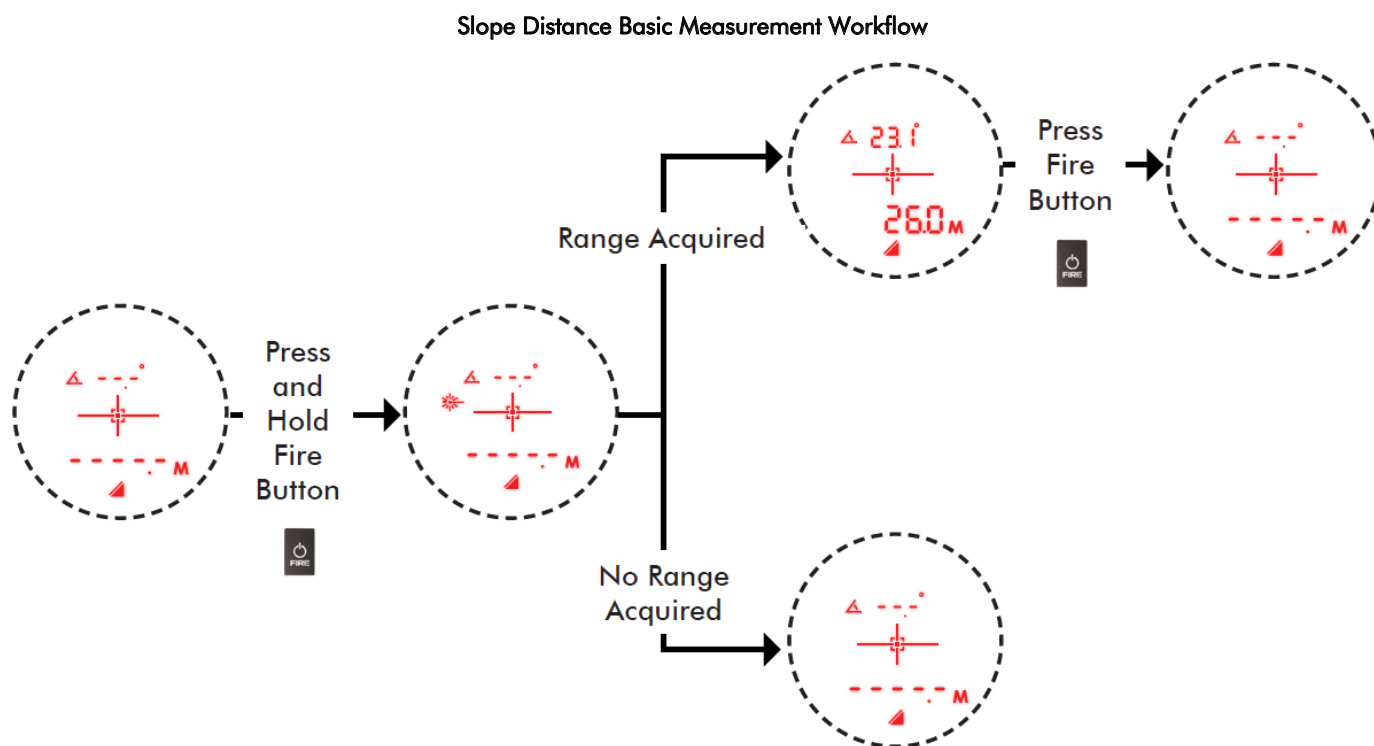 Slope Distance Basic Measurement Workflow
23.1°
26.0 M
Press
Fire
Button
FIRE
---.°
-----.- M
Range Acquired
---.°
-----.- M
Press
and
Hold
Fire
Button
FIRE
---.°
-----.- M
No Range
Acquired
---.°
-----.- M